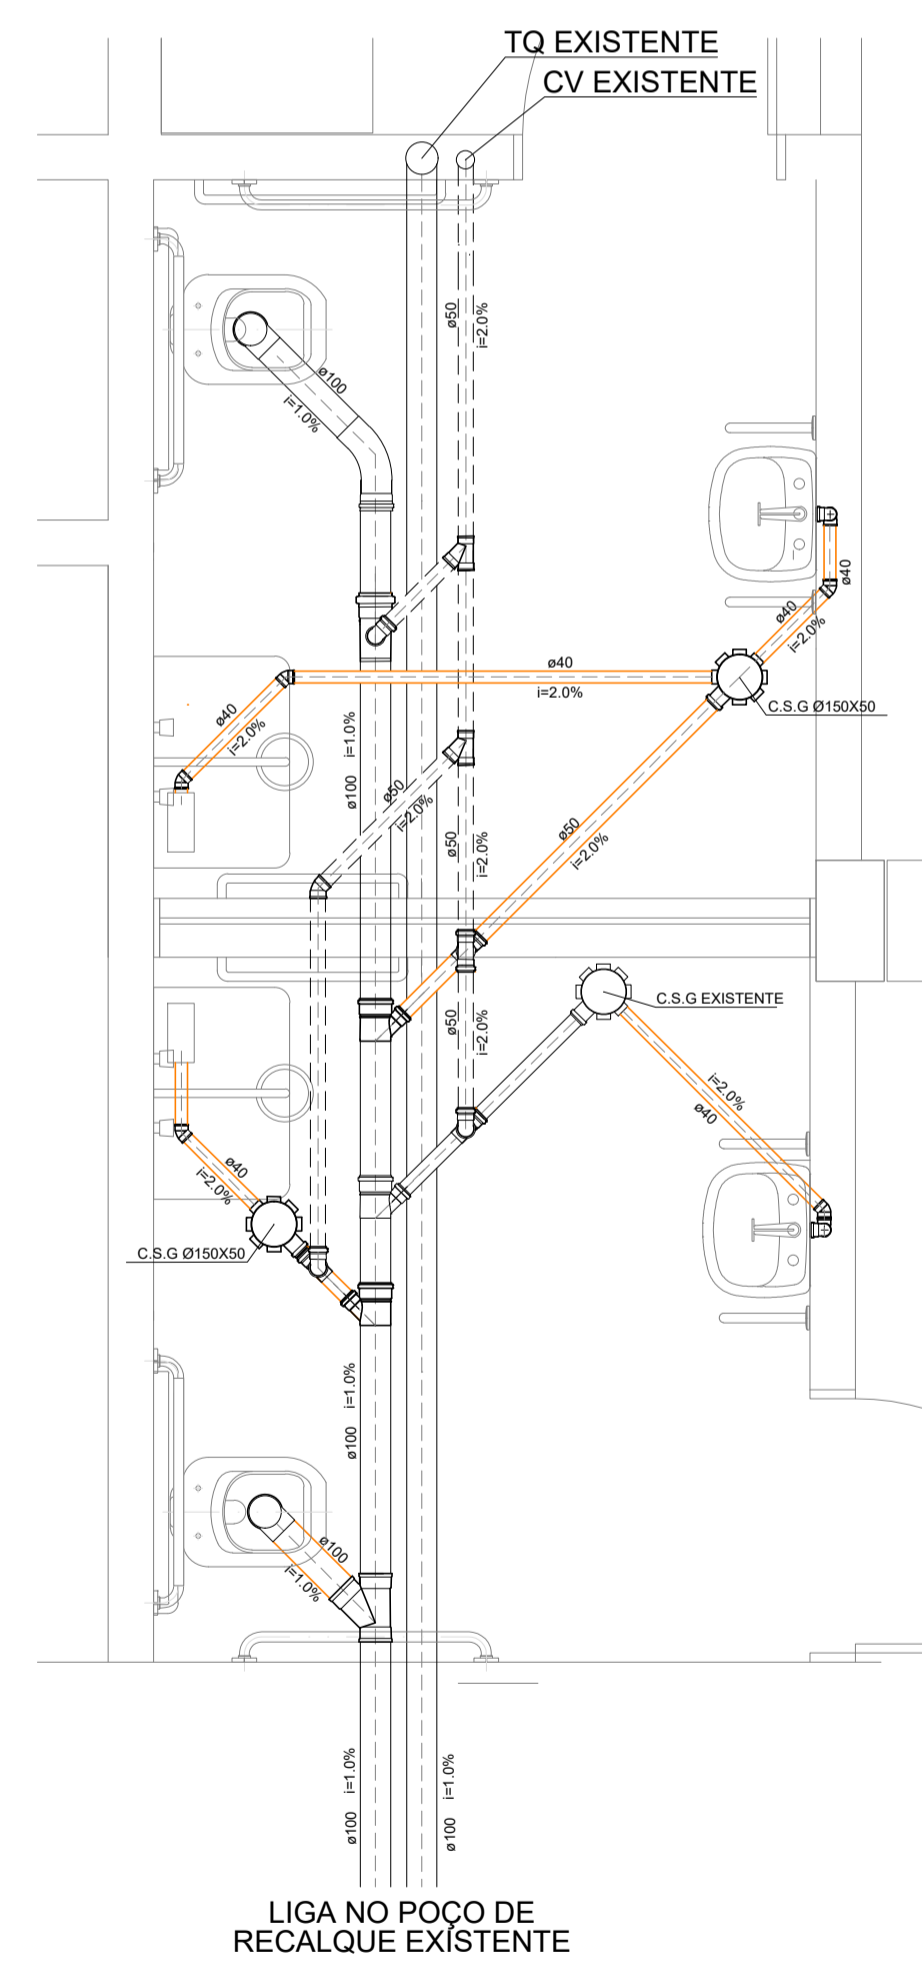 TQ EXISTENTE
CV EXISTENTE
ø50
i=2.0%
ø100
i=1.0%
ø40
ø40
i=2.0%
ø40
i=2.0%
C.S.G Ø150X50
ø40
i=2.0%
i=1.0%
ø100
ø50
i=2.0%
ø50
i=2.0%
ø50
i=2.0%
C.S.G EXISTENTE
ø50
i=2.0%
i=2.0%
ø40
ø40
i=2.0%
C.S.G Ø150X50
i=1.0%
ø100
ø100
i=1.0%
i=1.0%
ø100
i=1.0%
ø100
LIGA NO POÇO DE
RECALQUE EXISTENTE